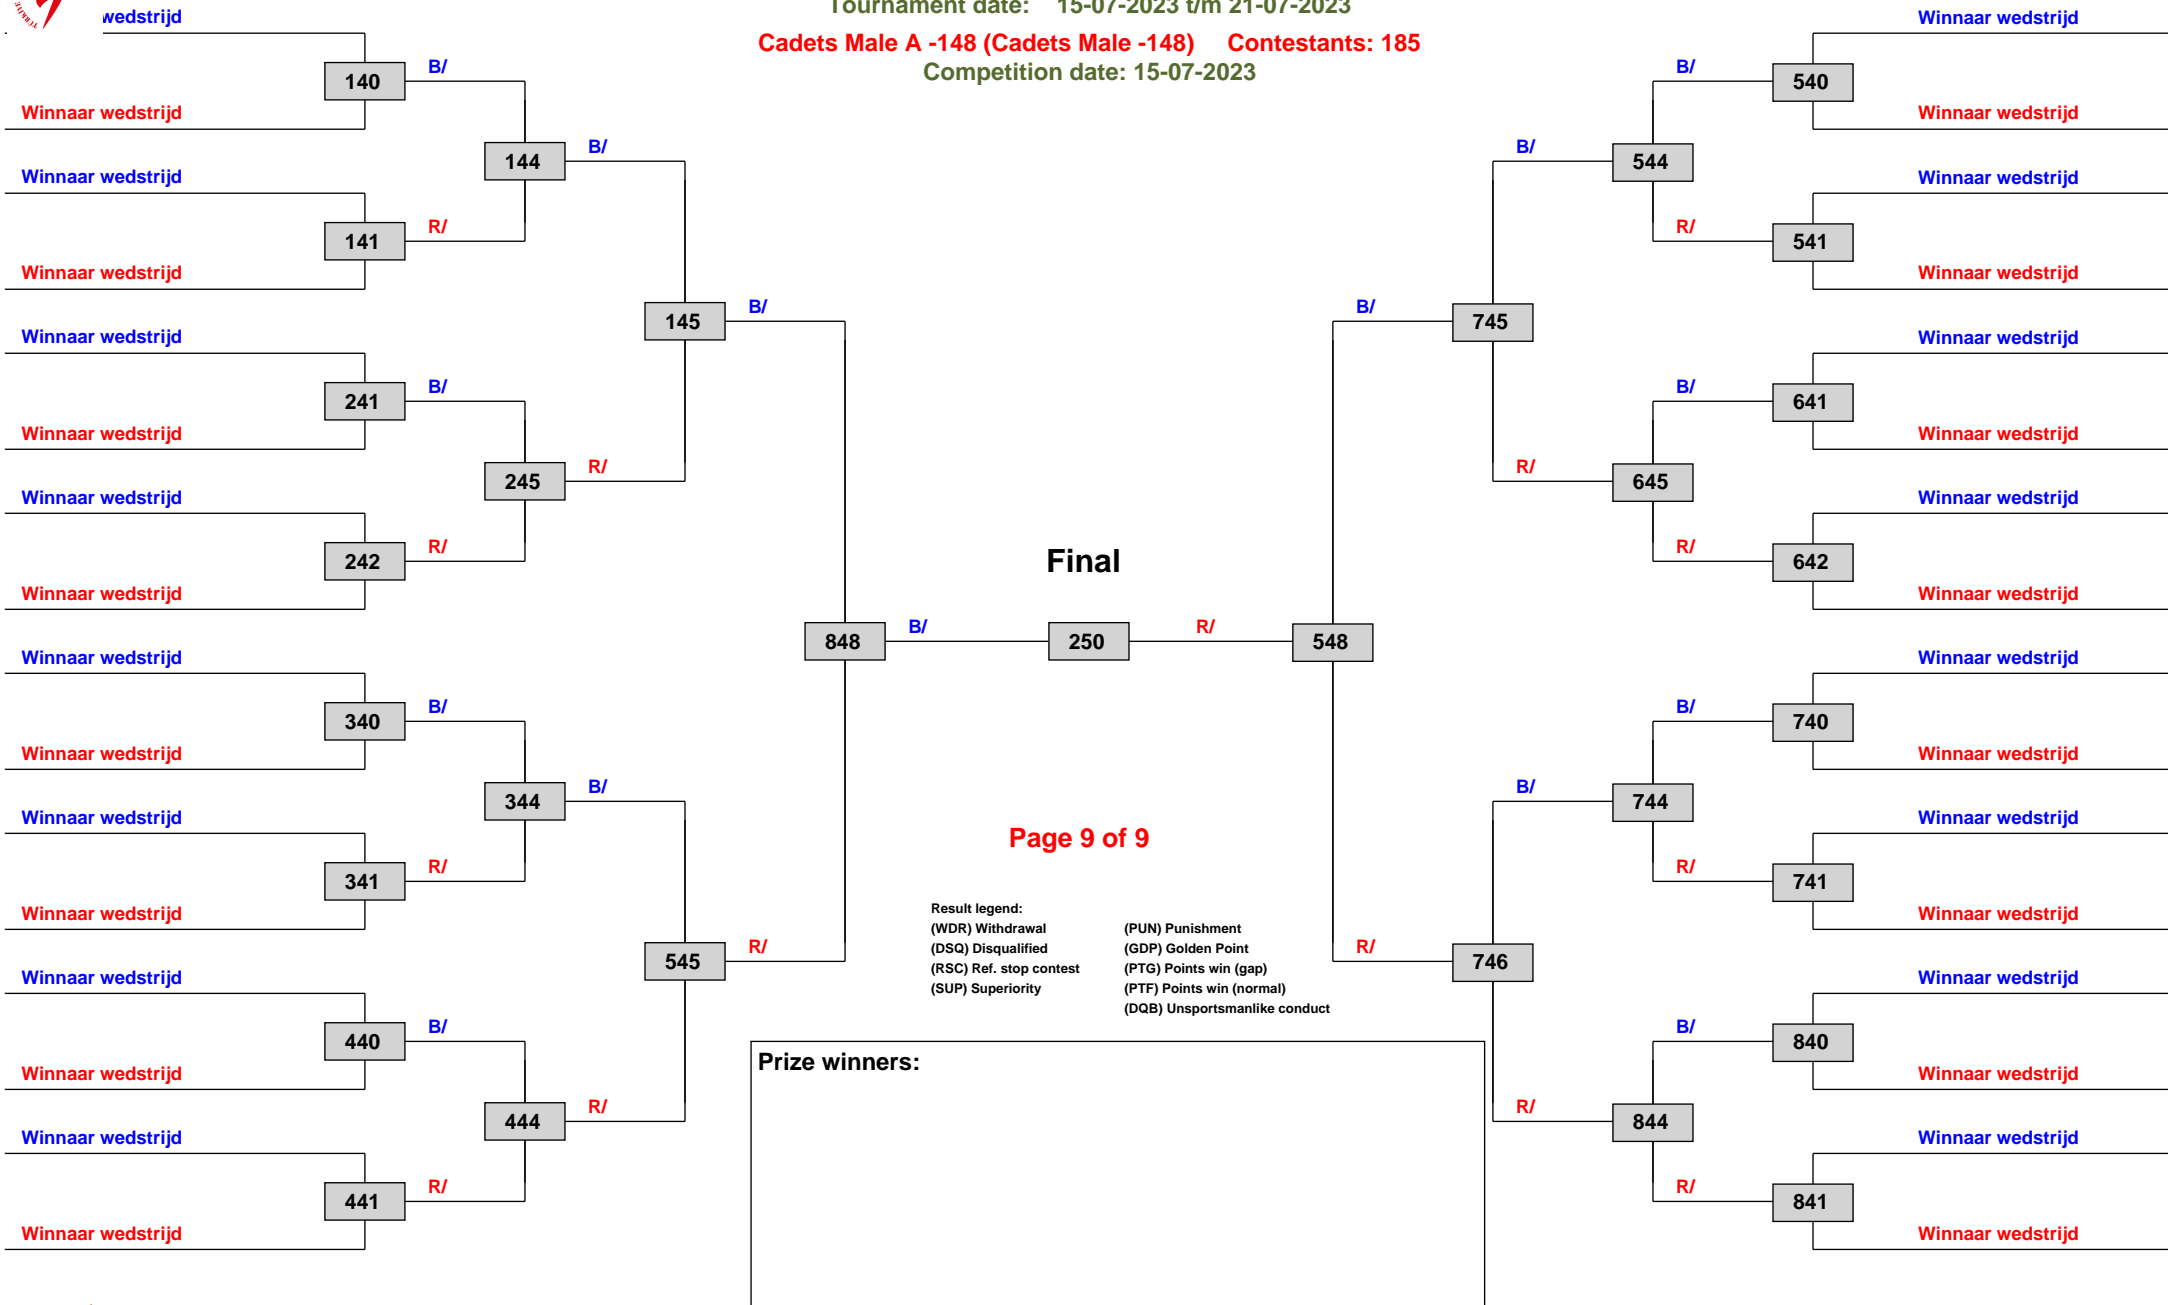 TÜRKİYE
wedstrijd
Tournament date: 15-07-2023 t/m 21-07-2023
Winnaar wedstrijd
Cadets Male A -148 (Cadets Male -148) Contestants: 185
B/
B/
Competition date: 15-07-2023
140
540
Winnaar wedstrijd
Winnaar wedstrijd
B/
B/
144
544
Winnaar wedstrijd
Winnaar wedstrijd
R/
R/
141
541
Winnaar wedstrijd
Winnaar wedstrijd
B/
B/
145
745
Winnaar wedstrijd
Winnaar wedstrijd
B/
B/
241
641
Winnaar wedstrijd
Winnaar wedstrijd
R/
R/
245
645
Winnaar wedstrijd
Winnaar wedstrijd
R/
R/
242
Final
642
Winnaar wedstrijd
Winnaar wedstrijd
B/
R/
848
250
548
Winnaar wedstrijd
Winnaar wedstrijd
B/
B/
340
740
Winnaar wedstrijd
Winnaar wedstrijd
B/
B/
344
744
Winnaar wedstrijd
Winnaar wedstrijd
Page 9 of 9
R/
R/
341
741
Winnaar wedstrijd
Winnaar wedstrijd
Result legend:
(WDR) Withdrawal
(PUN) Punishment
(DSQ) Disqualified
(GDP) Golden Point
(RSC) Ref. stop contest
(PTG) Points win (gap)
(SUP) Superiority
(PTF) Points win (normal)
(DQB) Unsportsmanlike conduct
R/
R/
545
746
Winnaar wedstrijd
Winnaar wedstrijd
B/
B/
440
840
Prize winners:
Winnaar wedstrijd
Winnaar wedstrijd
R/
R/
444
844
Winnaar wedstrijd
Winnaar wedstrijd
R/
R/
441
841
Winnaar wedstrijd
Winnaar wedstrijd